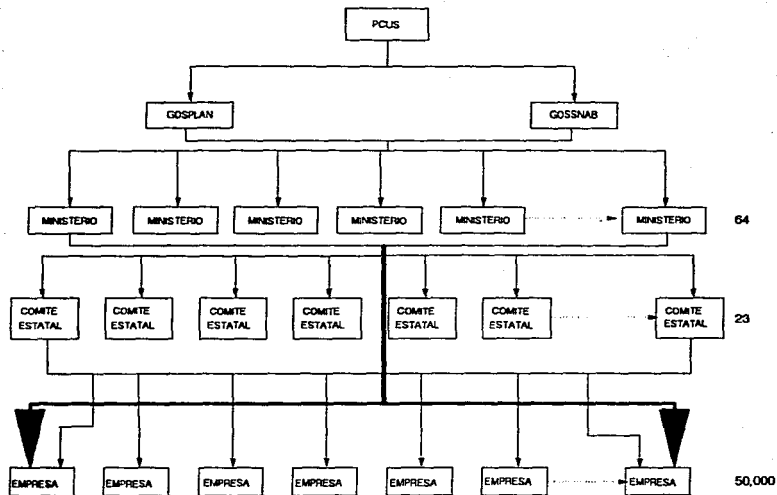 PCUS
GOSPLAN
GOSSNAB
MINISTERIO
MINISTERIO
MINISTERIO
MINISTERIO
MINISTERIO
MINISTERIO
64
COMITE
ESTATAL
COMITE
ESTATAL
COMITE
ESTATAL
COMITE
ESTATAL
COMITE
ESTATAL
COMITE
ESTATAL
COMITE
ESTATAL
23
EMPRESA
EMPRESA
EMPRESA
EMPRESA
EMPRESA
EMPRESA
EMPRESA
50,000